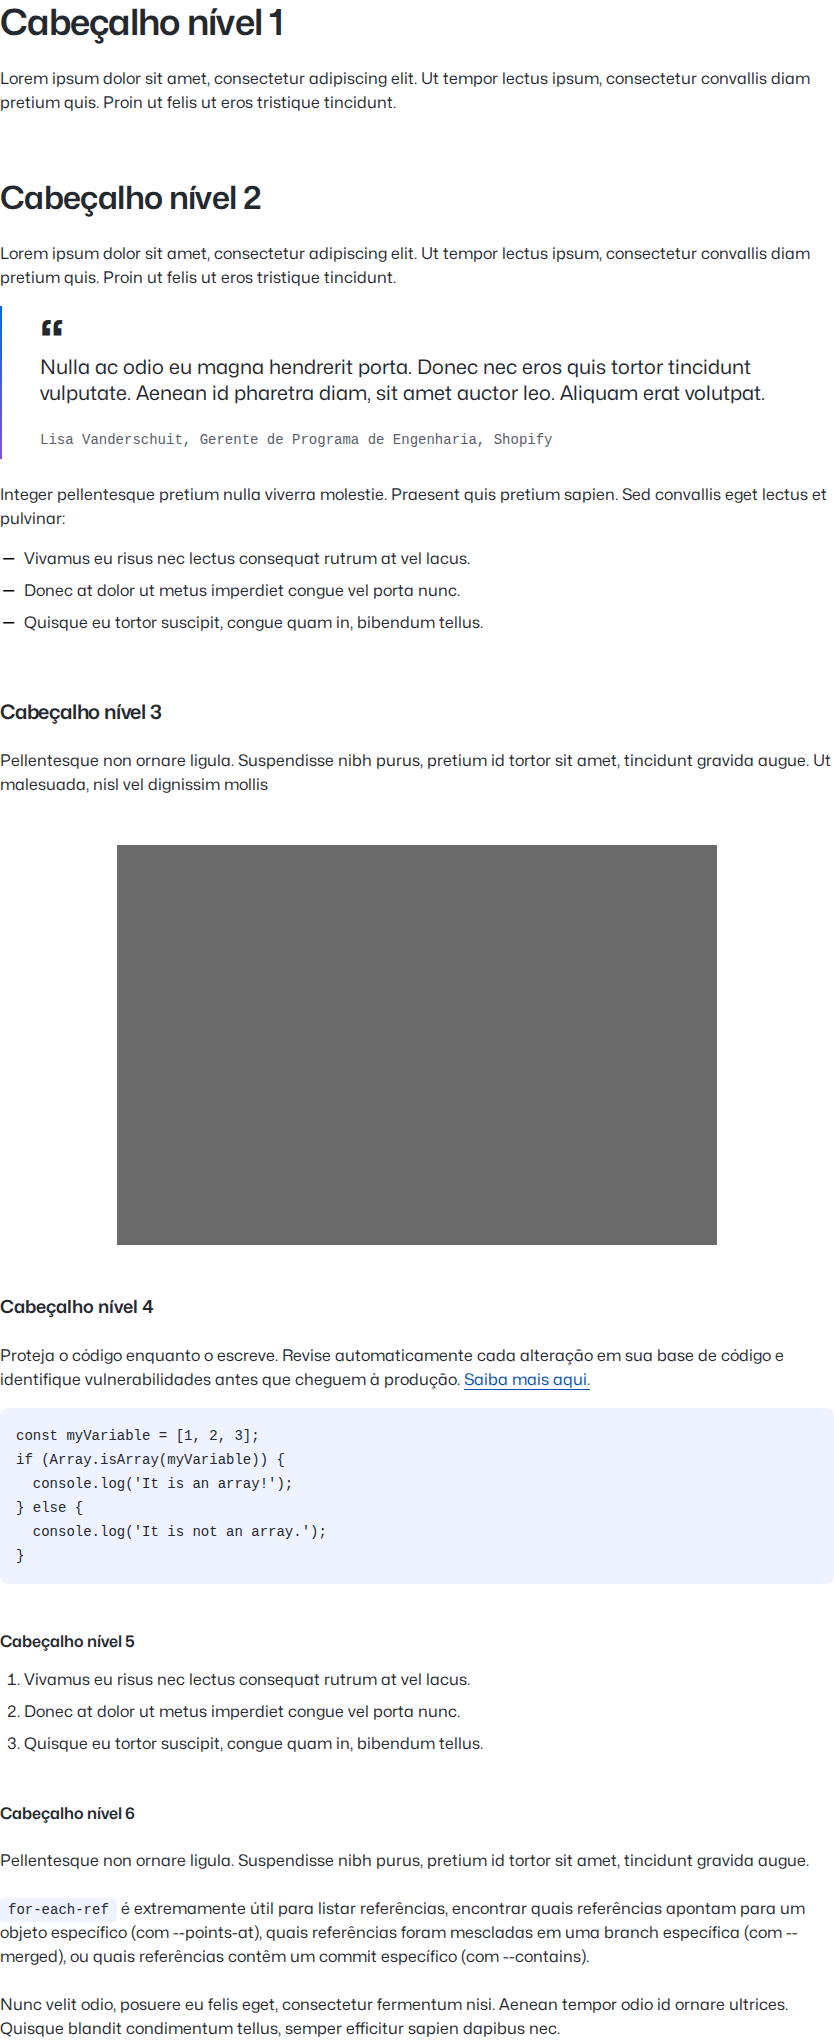 Cabeçalho nível 1
Lorem ipsum dolor sit amet, consectetur adipiscing elit. Ut tempor lectus ipsum, consectetur convallis diam
pretium quis. Proin ut felis ut eros tristique tincidunt.
Cabeçalho nível 2
Lorem ipsum dolor sit amet, consectetur adipiscing elit. Ut tempor lectus ipsum, consectetur convallis diam
pretium quis. Proin ut felis ut eros tristique tincidunt.
“
Nulla ac odio eu magna hendrerit porta. Donec nec eros quis tortor tincidunt
vulputate. Aenean id pharetra diam, sit amet auctor leo. Aliquam erat volutpat.
Lisa Vanderschuit, Gerente de Programa de Engenharia, Shopify
Integer pellentesque pretium nulla viverra molestie. Praesent quis pretium sapien. Sed convallis eget lectus et
pulvinar:
— Vivamus eu risus nec lectus consequat rutrum at vel lacus.
— Donec at dolor ut metus imperdiet congue vel porta nunc.
— Quisque eu tortor suscipit, congue quam in, bibendum tellus.
Cabeçalho nível 3
Pellentesque non ornare ligula. Suspendisse nibh purus, pretium id tortor sit amet, tincidunt gravida augue. Ut
malesuada, nisl vel dignissim mollis
Cabeçalho nível 4
Proteja o código enquanto o escreve. Revise automaticamente cada alteração em sua base de código e
identifique vulnerabilidades antes que cheguem à produção. Saiba mais aqui.
const myVariable = [1, 2, 3];
if (Array.isArray(myVariable)) {
  console.log('It is an array!');
} else {
  console.log('It is not an array.');
}
Cabeçalho nível 5
1. Vivamus eu risus nec lectus consequat rutrum at vel lacus.
2. Donec at dolor ut metus imperdiet congue vel porta nunc.
3. Quisque eu tortor suscipit, congue quam in, bibendum tellus.
Cabeçalho nível 6
Pellentesque non ornare ligula. Suspendisse nibh purus, pretium id tortor sit amet, tincidunt gravida augue.
for-each-ref é extremamente útil para listar referências, encontrar quais referências apontam para um
objeto específico (com --points-at), quais referências foram mescladas em uma branch específica (com --
merged), ou quais referências contêm um commit específico (com --contains).
Nunc velit odio, posuere eu felis eget, consectetur fermentum nisi. Aenean tempor odio id ornare ultrices.
Quisque blandit condimentum tellus, semper efficitur sapien dapibus nec.